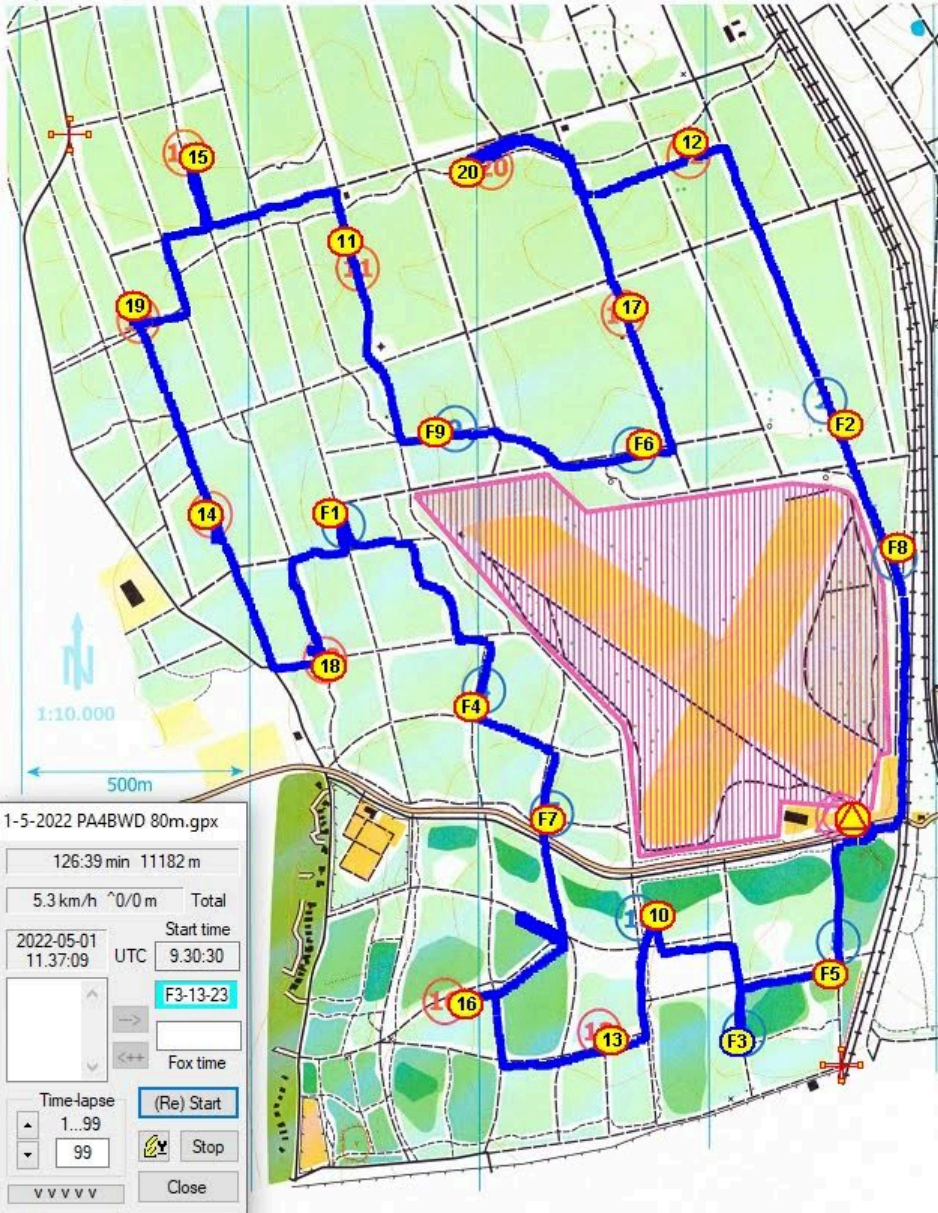 15
20
20
12
11
11
19
17
F9
F6
F2
14
F1
F8
18
N
1:10.000
F4
500m
F7
10
F5
16
13
F3
1-5-2022 PA4BWD 80m.gpx
126:39 min 11182 m
5.3 km/h ^0/0 m Total
Start time
2022-05-01
11.37:09
UTC
9.30:30
F3-13-23
-->
<++
Fox time
Time-lapse
1...99
99
(Re) Start
Stop
v v v v v
Close